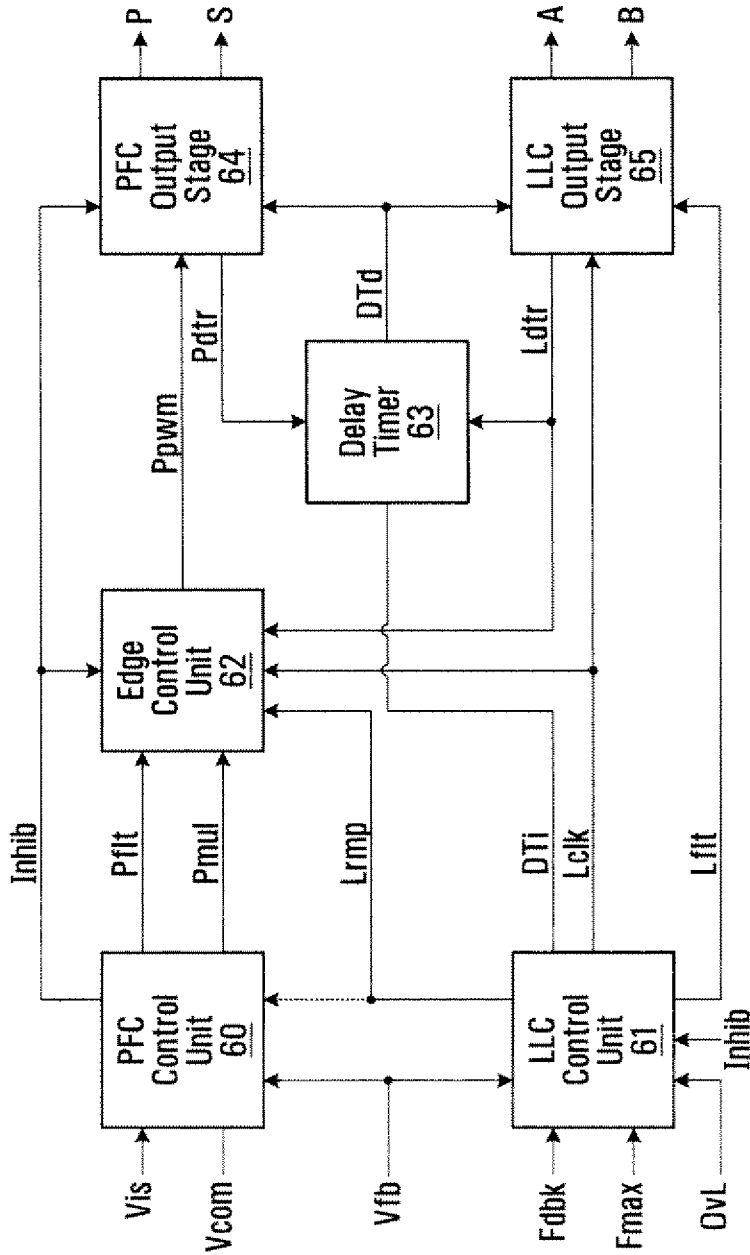 Inhib
Vis
Vcom
PFC
Control
Unit
60
Pflt
Pmul
Edge
Control
Unit
62
Ppwm
PFC
Output
Stage
64
P
S
Pdtr
Vfb
Lrmp
Delay
Timer
63
DTd
Fdbk
Fmax
OvL
LLC
Control
Unit
61
Inhib
DTi
Lclk
Lflt
Ldtr
LLC
Output
Stage
65
A
B